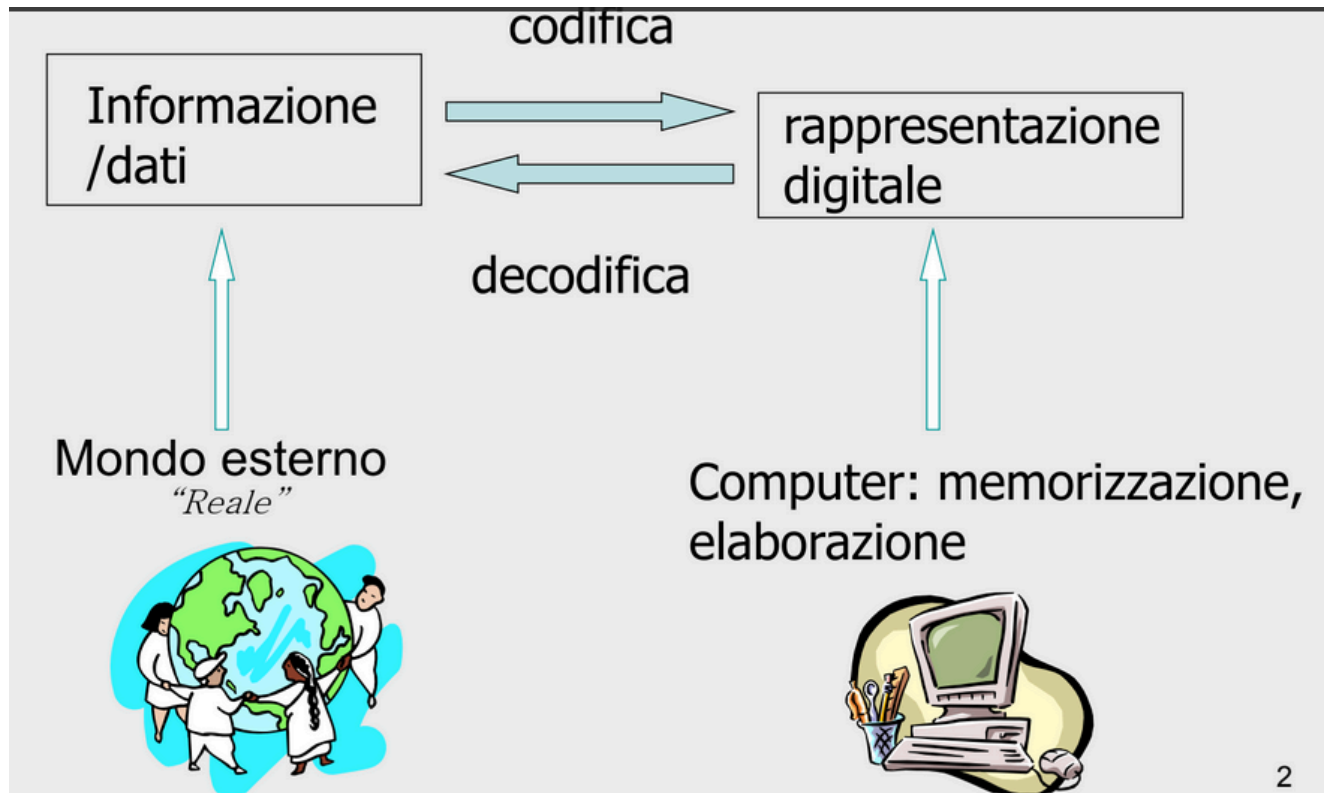 codifica
Informazione
/dati
rappresentazione
digitale
decodifica
Mondo esterno
“Reale”
Computer: memorizzazione,
elaborazione
2